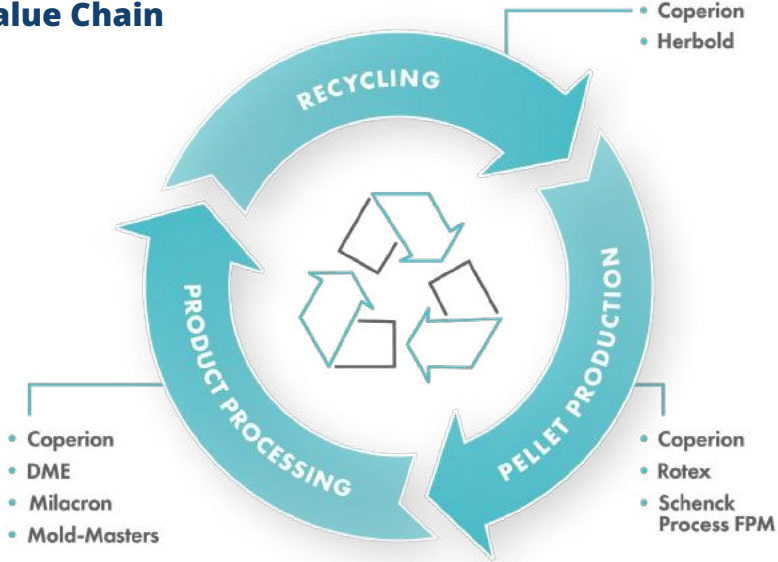 alue Chain
• Coperion
• Herbold
RECYCLING
PELLET PRODUCTION
PRODUCT PROCESSING
• Coperion
• DME
• Milacron
• Mold-Masters
• Coperion
• Rotex
• Schenck
Process FPM